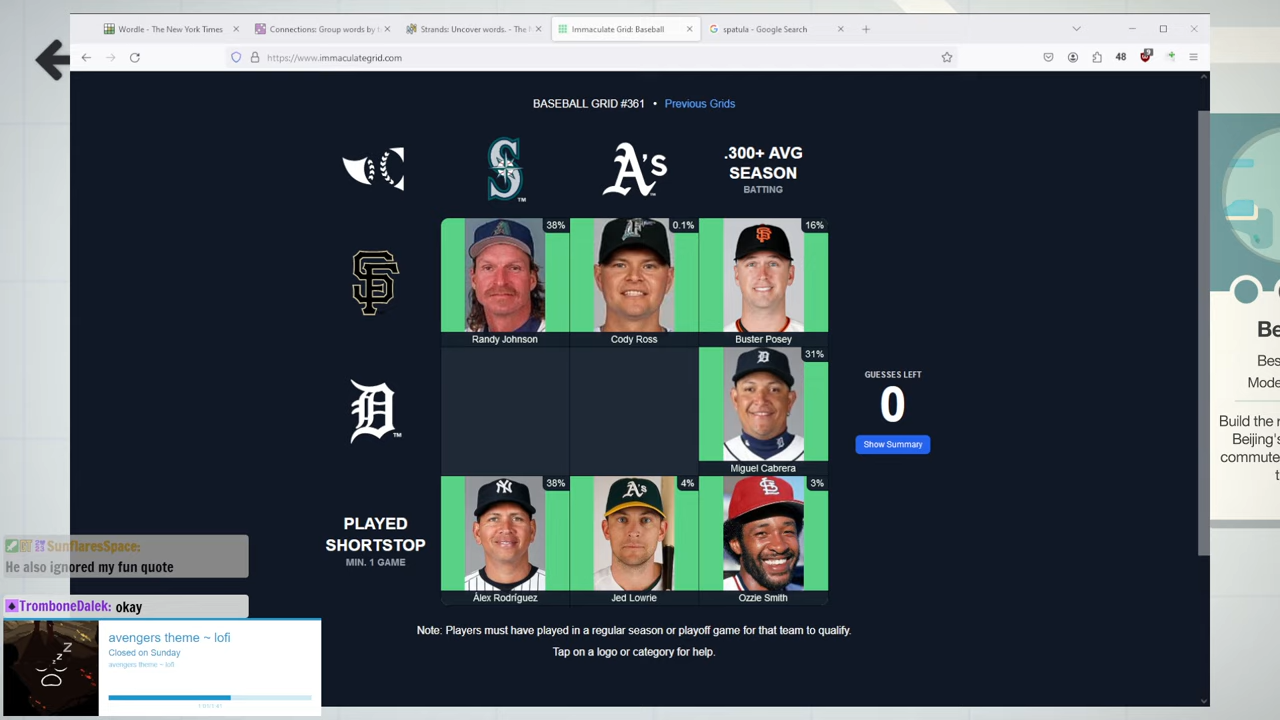 Wordle - The New York Times
Connections: Group words by
Strands: Uncover words. - The
Immaculate Grid: Baseball
spatula - Google Search
https://www.immaculategrid.com
48
BASEBALL GRID #361 • Previous Grids
S
A's
.300+ AVG
SEASON
BATTING
SF
38%
0.1%
16%
Randy Johnson
Cody Ross
Buster Posey
D
31%
Miguel Cabrera
GUESSES LEFT
0
Show Summary
PLAYED
SHORTSTOP
MIN. 1 GAME
38%
4%
3%
Álex Rodríguez
Jed Lowrie
Ozzie Smith
Note: Players must have played in a regular season or playoff game for that team to qualify.
Tap on a logo or category for help.
SunflaresSpace:
He also ignored my fun quote
TromboneDalek: okay
avengers theme ~ lofi
Closed on Sunday
avengers theme ~ lofi
Be
Bes
Mode
Build the
Beijing's
commute